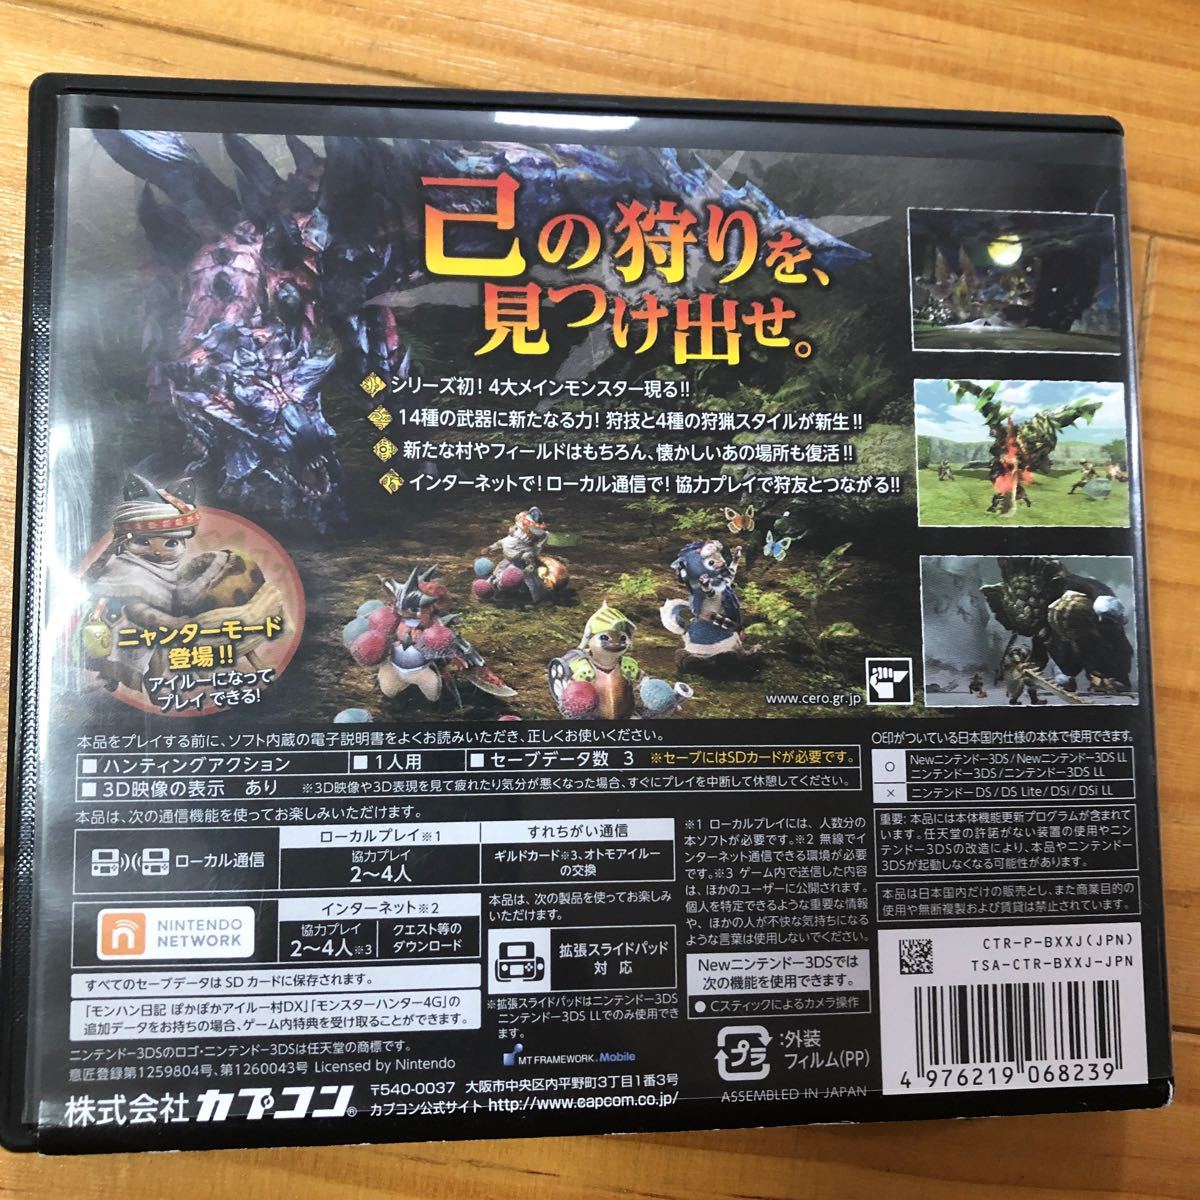 己の狩りを、
見つけ出せ。
シリーズ初！4大メインモンスター現る!!
14種の武器に新たなる力！狩技と4種の狩猟スタイルが新生!!
新たな村やフィールドはもちろん、懐かしいあの場所も復活!!
インターネットで！ローカル通信で！協力プレイで狩友とつながる!!
ニャンターモード
登場!!
アイルーになって
プレイできる！
www.cero.gr.jp
本品をプレイする前に、ソフト内蔵の電子説明書をよくお読みいただき、正しくお使いください。
■ハンティングアクション ■1人用 ■セーブデータ数 3 ※セーブにはSDカードが必要です。
■3D映像の表示 あり ※3D映像や3D表現を見て疲れたり気分が悪くなった場合、すぐにプレイを中断して休憩してください。
本品は、次の通信機能を使ってお楽しみいただけます。
ローカル通信
ローカルプレイ※1
協力プレイ
2〜4人
すれちがい通信
ギルドカード※3、オトモアイルー
の交換
NINTENDO
NETWORK
インターネット※2
協力プレイ
2〜4人※3
クエスト等の
ダウンロード
本品は、次の製品を使ってお楽しみ
いただけます。
拡張スライドパッド
対応
※拡張スライドパッドはニンテンドー3DS
ニンテンドー3DS LLでのみ使用でき
ます。
MT FRAMEWORK Mobile
すべてのセーブデータはSDカードに保存されます。
「モンハン日記 ぽかぽかアイルー村DX」「モンスターハンター4G」の
追加データをお持ちの場合、ゲーム内特典を受け取ることができます。
ニンテンドー3DSのロゴ・ニンテンドー3DSは任天堂の商標です。
意匠登録第1259804号、第1260043号 Licensed by Nintendo
株式会社カプコン®
〒540-0037 大阪市中央区内平野町3丁目1番3号
カプコン公式サイト http://www.capcom.co.jp/
※1 ローカルプレイには、人数分の
本ソフトが必要です。※2 無線でイ
ンターネット通信できる環境が必要
です。※3 ゲーム内で送信した内容
は、ほかのユーザーに公開されます。
個人を特定できるような重要な情報
や、ほかの人が不快な気持ちになる
ような言葉は使用しないでください。
Newニンテンドー3DSでは
次の機能を使用できます。
●Cスティックによるカメラ操作
プラ
:外装
フィルム(PP)
ASSEMBLED IN JAPAN
○印がついている日本国内仕様の本体で使用できます。
○ Newニンテンドー3DS/Newニンテンドー3DS LL
ニンテンドー3DS/ニンテンドー3DS LL
× ニンテンドーDS/DS Lite/DSi/DSi LL
重要：本品には本体機能更新プログラムが含まれて
います。任天堂の許諾がない装置の使用やニン
テンドー3DSの改造により、本品やニンテンドー
3DSが起動しなくなる可能性があります。
本品は日本国内だけの販売とし、また商業目的の
使用や無断複製および賃貸は禁止されています。
CTR-P-BXXJ(JPN)
TSA-CTR-BXXJ-JPN
4 976219 068239